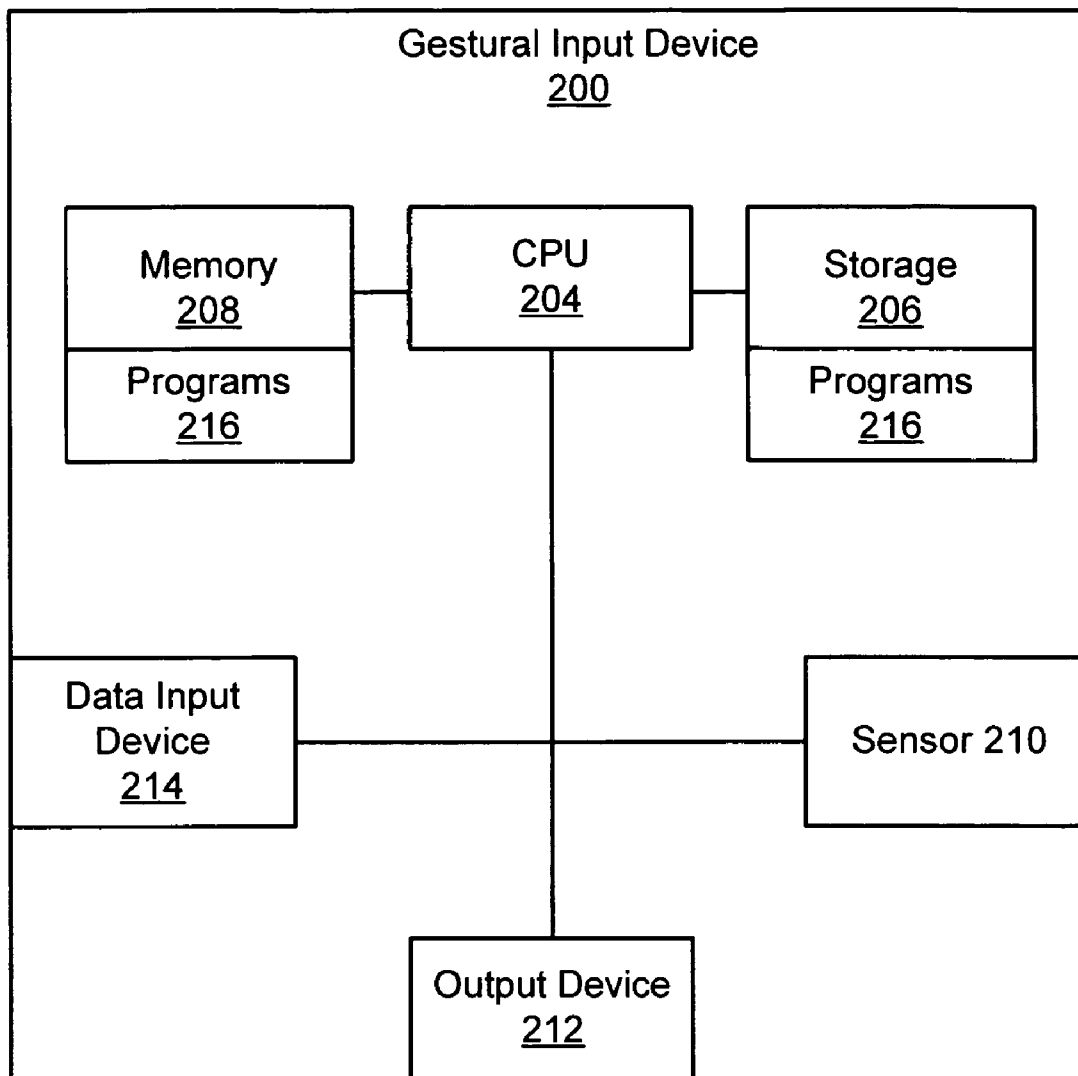 Gestural Input Device
200
Memory
208
CPU
204
Storage
206
Programs
216
Programs
216
Data Input
Device
214
Sensor 210
Output Device
212